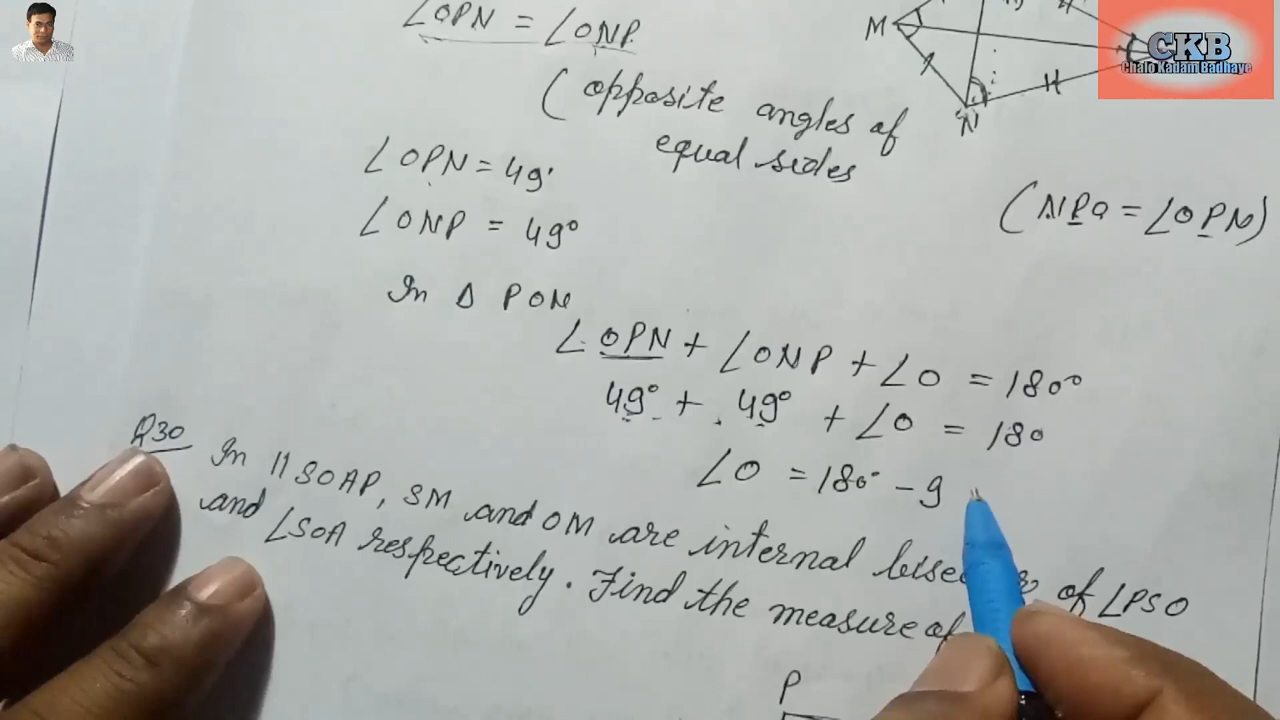 ∠OPN = ∠ONP
( opposite angles of
equal sides
M
N
CKB
Chalo Kadam Badhaye
∠OPN = 49°
∠ONP = 49°
(NPO = ∠OPN)
In Δ PON
∠OPN + ∠ONP + ∠O = 180°
49° + 49° + ∠O = 180
∠O = 180° - 9
Q30
In ||SOAP, SM and OM are internal of ∠PSO
and ∠SOA respectively. Find the measure of
P